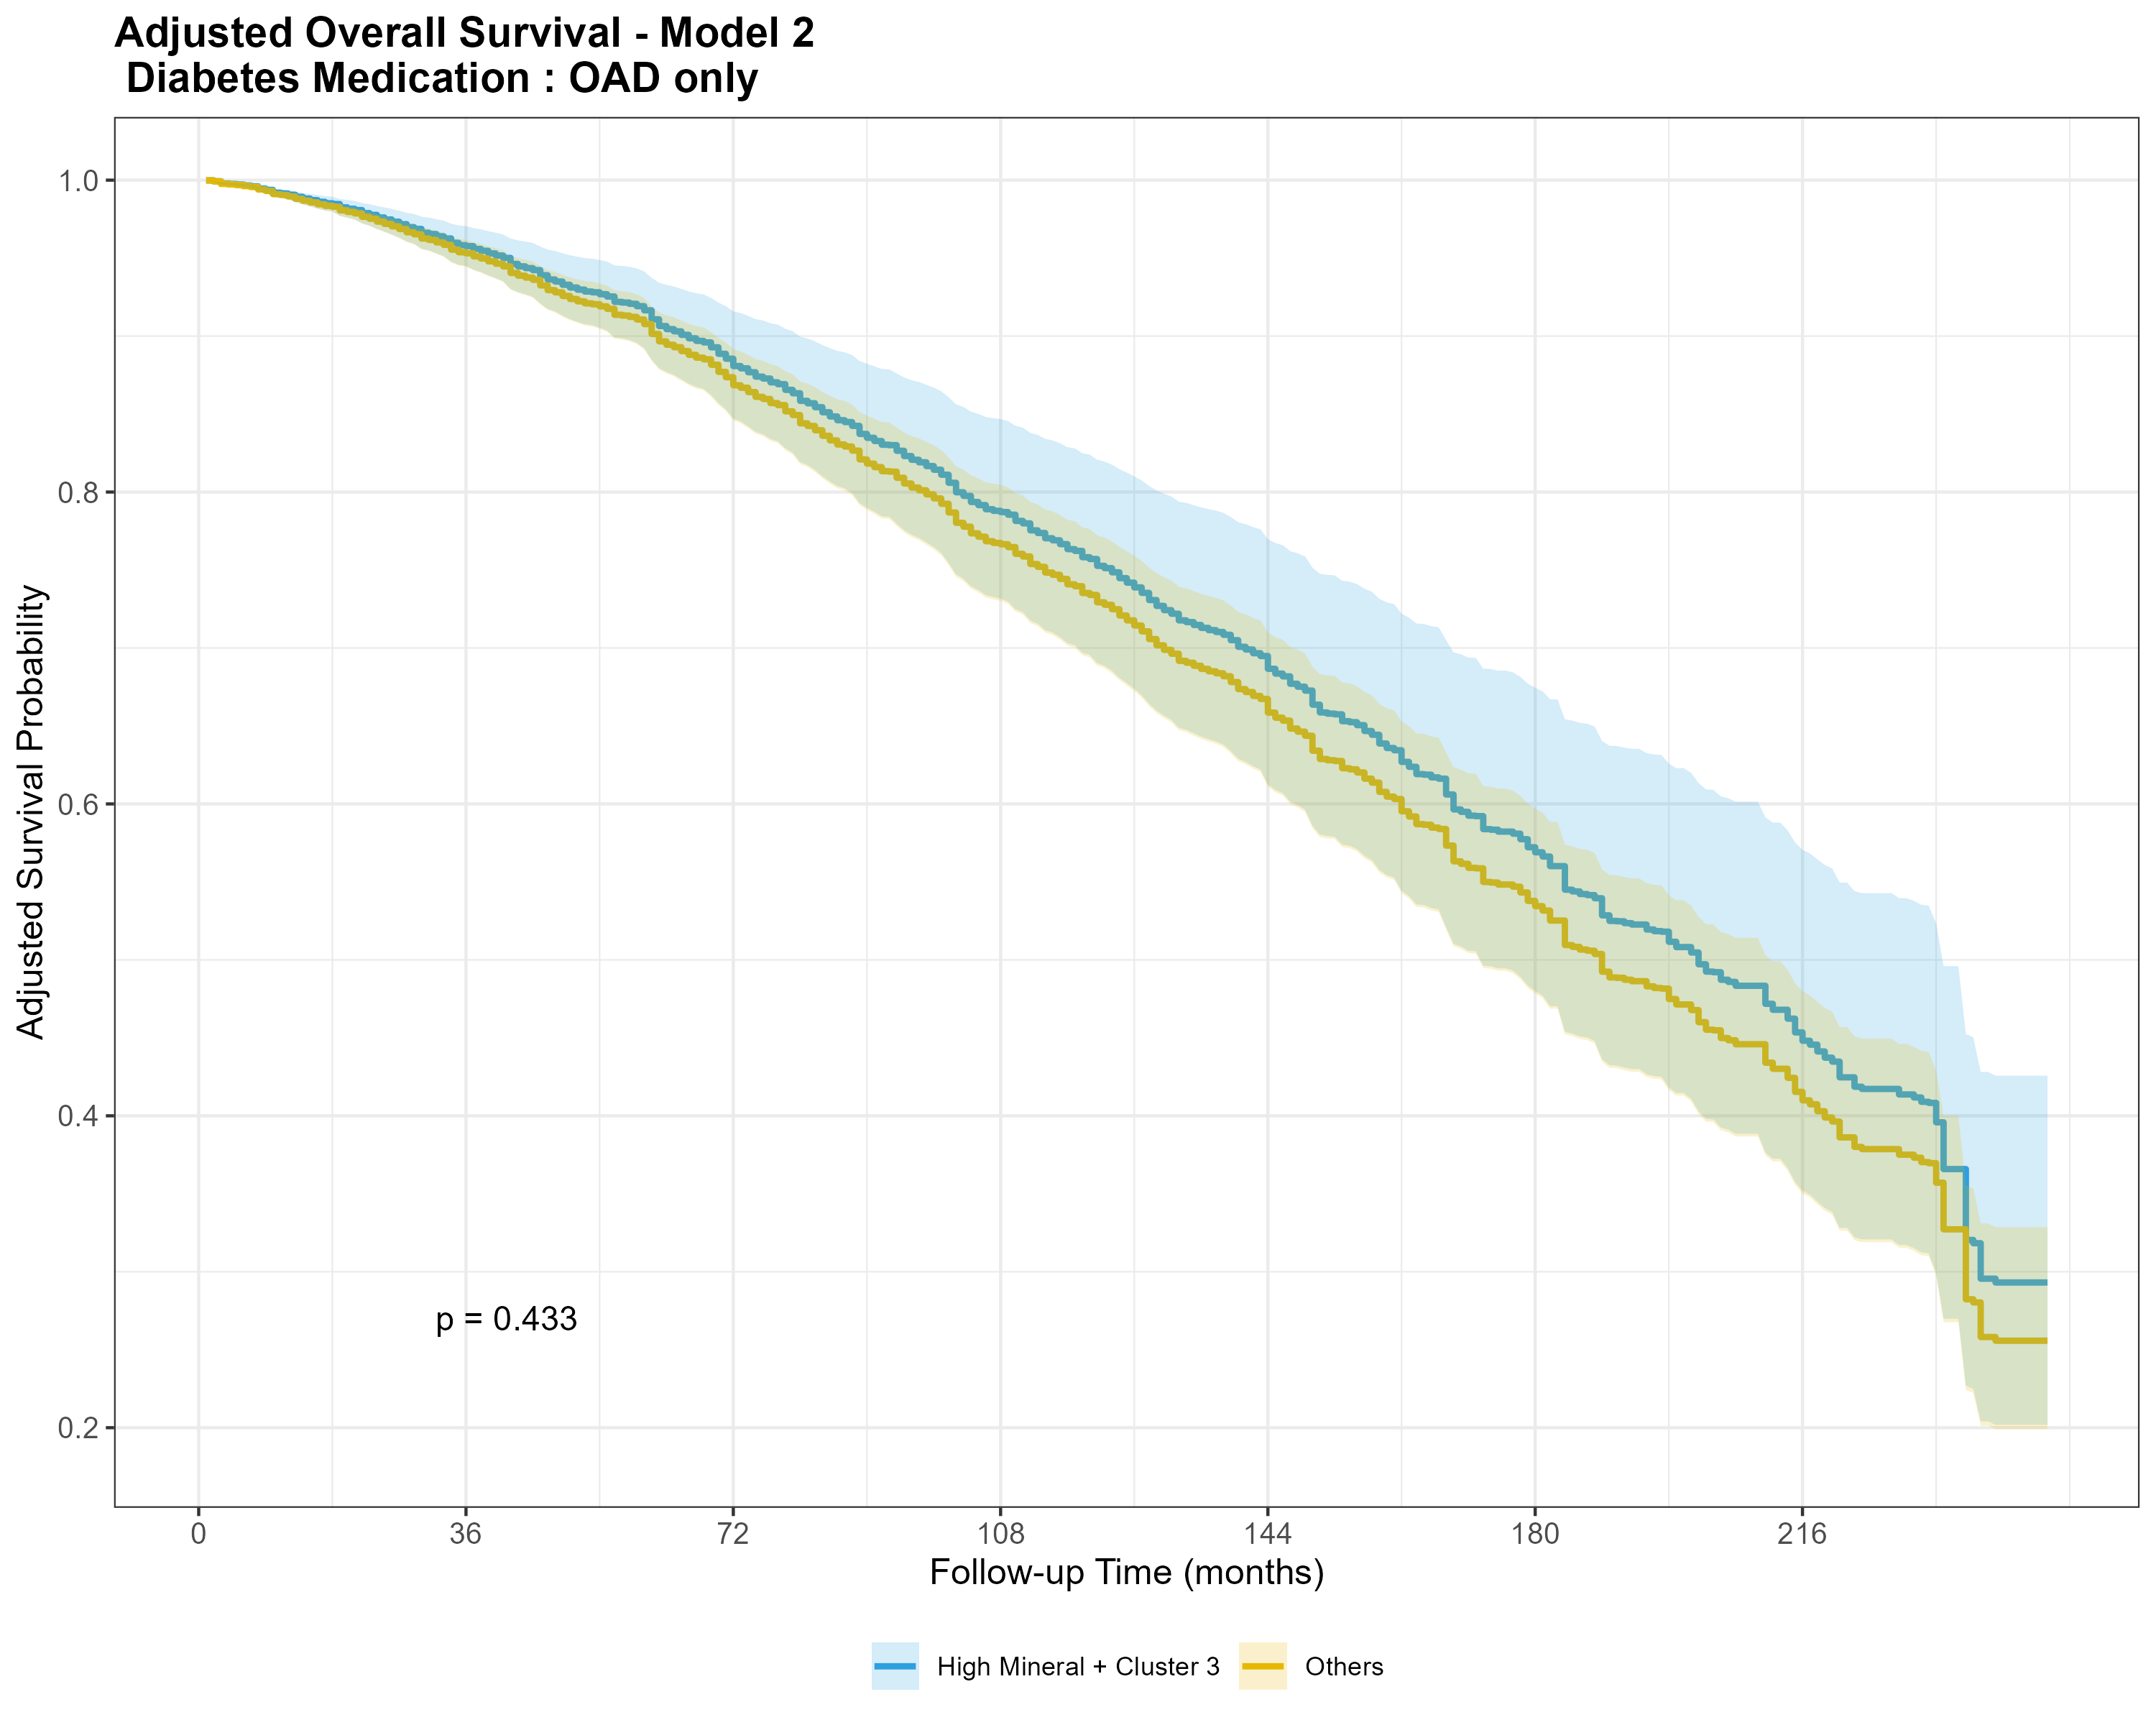 Adjusted Overall Survival - Model 2
Diabetes Medication : OAD only
Adjusted Survival Probability
1.0
0.8
0.6
0.4
0.2
p = 0.433
0 36 72 108 144 180 216
Follow-up Time (months)
High Mineral + Cluster 3 Others